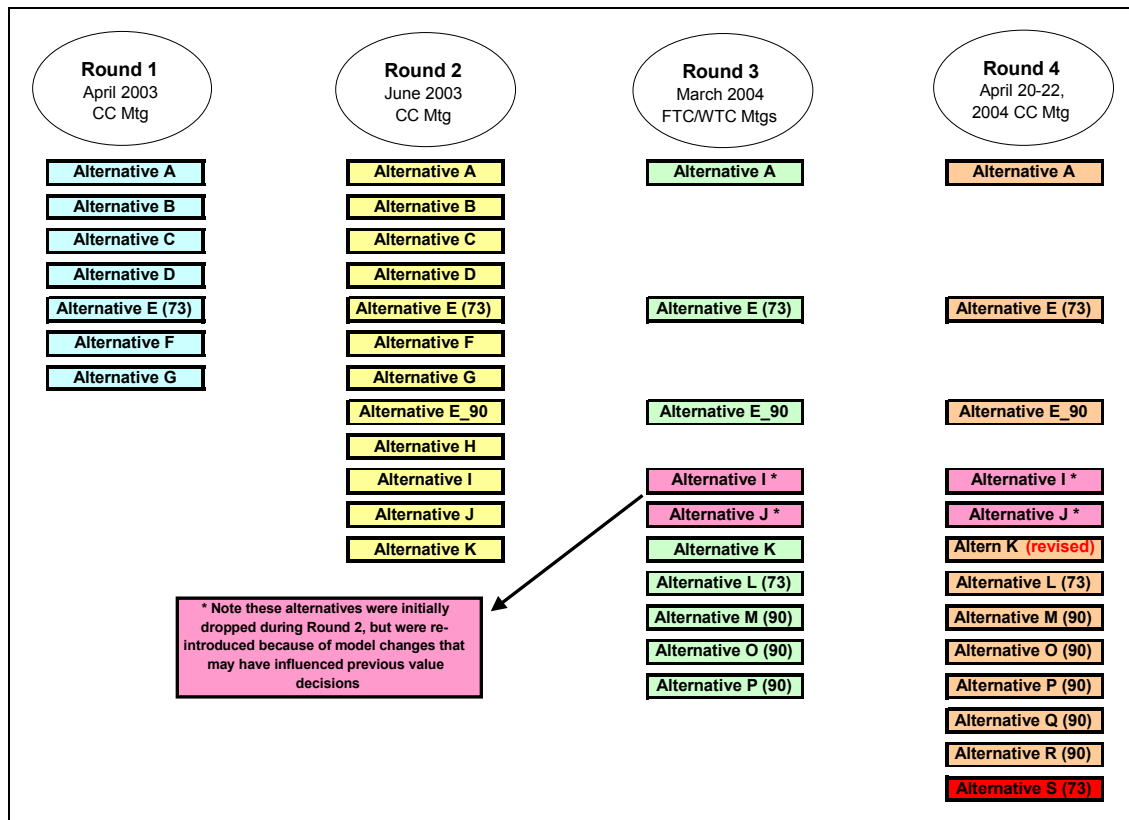 Round 1
April 2003
CC Mtg
Alternative A
Alternative B
Alternative C
Alternative D
Alternative E (73)
Alternative F
Alternative G
Round 2
June 2003
CC Mtg
Alternative A
Alternative B
Alternative C
Alternative D
Alternative E (73)
Alternative F
Alternative G
Alternative E_90
Alternative H
Alternative I
Alternative J
Alternative K
* Note these alternatives were initially
dropped during Round 2, but were re-
introduced because of model changes that
may have influenced previous value
decisions
Round 3
March 2004
FTC/WTC Mtgs
Alternative A
Alternative E (73)
Alternative E_90
Alternative I *
Alternative J *
Alternative K
Alternative L (73)
Alternative M (90)
Alternative O (90)
Alternative P (90)
Round 4
April 20-22,
2004 CC Mtg
Alternative A
Alternative E (73)
Alternative E_90
Alternative I *
Alternative J *
Altern K (revised)
Alternative L (73)
Alternative M (90)
Alternative O (90)
Alternative P (90)
Alternative Q (90)
Alternative R (90)
Alternative S (73)